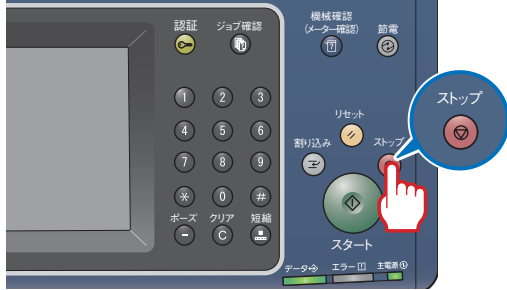 認証
ジョブ確認
機械確認
(メーター確認)
節電
ストップ
1
2
3
リセット
4
5
6
割り込み
ストップ
7
8
9
*
0
#
ポーズ
クリア
短縮
-
C
スタート
データ
エラー
主電源